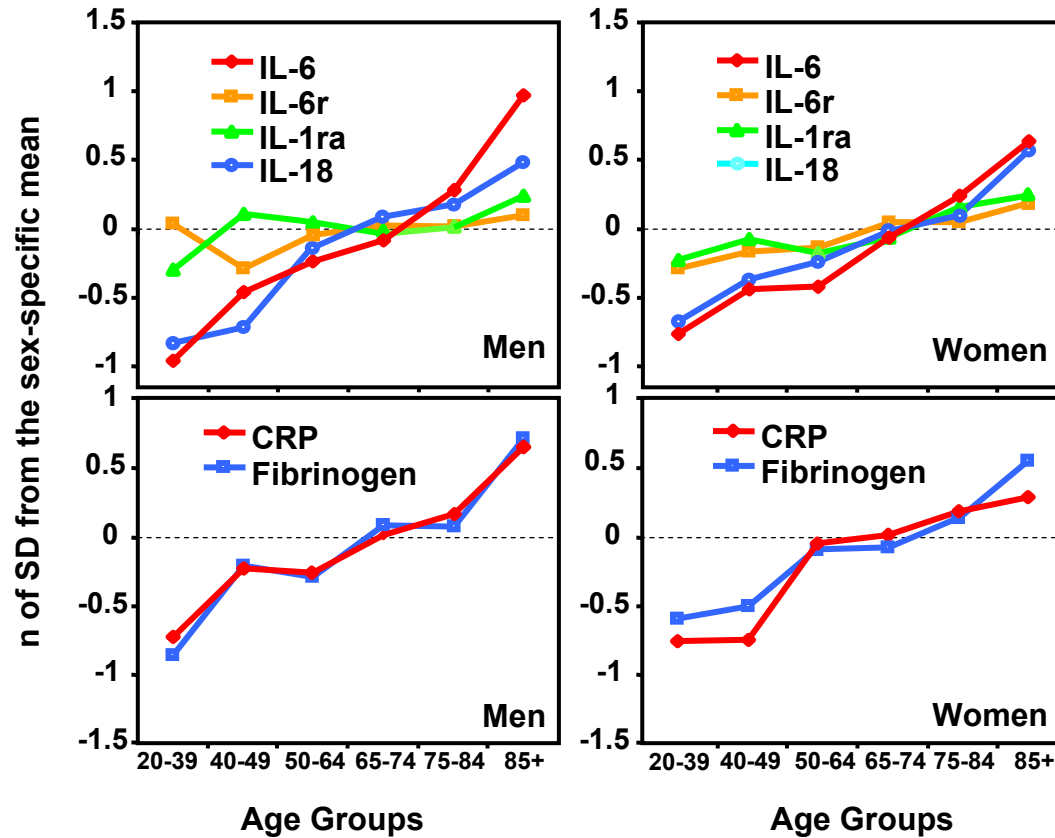 n of SD from the sex-specific mean
1.5
1
0.5
0
-0.5
-1
IL-6
IL-6r
IL-1ra
IL-18
Men
1.5
1
0.5
0
-0.5
-1
IL-6
IL-6r
IL-1ra
IL-18
Women
1
0.5
0
-0.5
-1
-1.5
CRP
Fibrinogen
Men
20-39 40-49 50-64 65-74 75-84 85+
Age Groups
1
0.5
0
-0.5
-1
-1.5
CRP
Fibrinogen
Women
20-39 40-49 50-64 65-74 75-84 85+
Age Groups